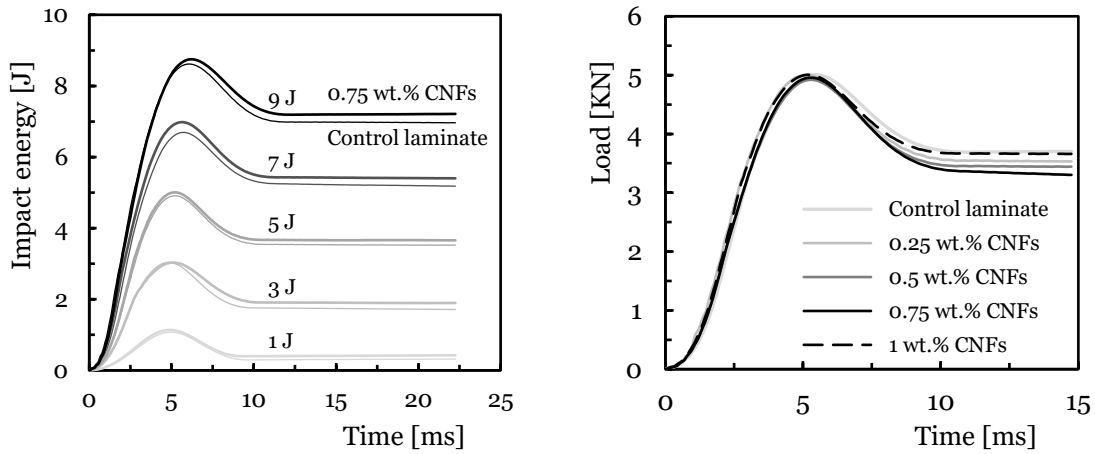 10
8
6
4
2
0
Impact energy [J]
9 J
0.75 wt.% CNFs
Control laminate
7 J
5 J
3 J
1 J
0 5 10 15 20 25
Time [ms]
6
5
4
3
2
1
0
Load [KN]
Control laminate
0.25 wt.% CNFs
0.5 wt.% CNFs
0.75 wt.% CNFs
1 wt.% CNFs
0 5 10 15
Time [ms]